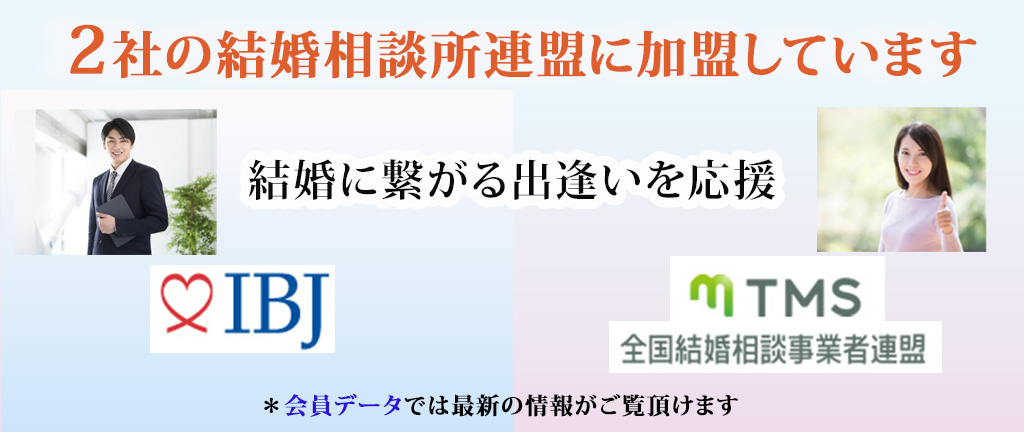 2社の結婚相談所連盟に加盟しています
結婚に繋がる出逢いを応援
IBJ
TMS
全国結婚相談事業者連盟
＊会員データでは最新の情報がご覧頂けます